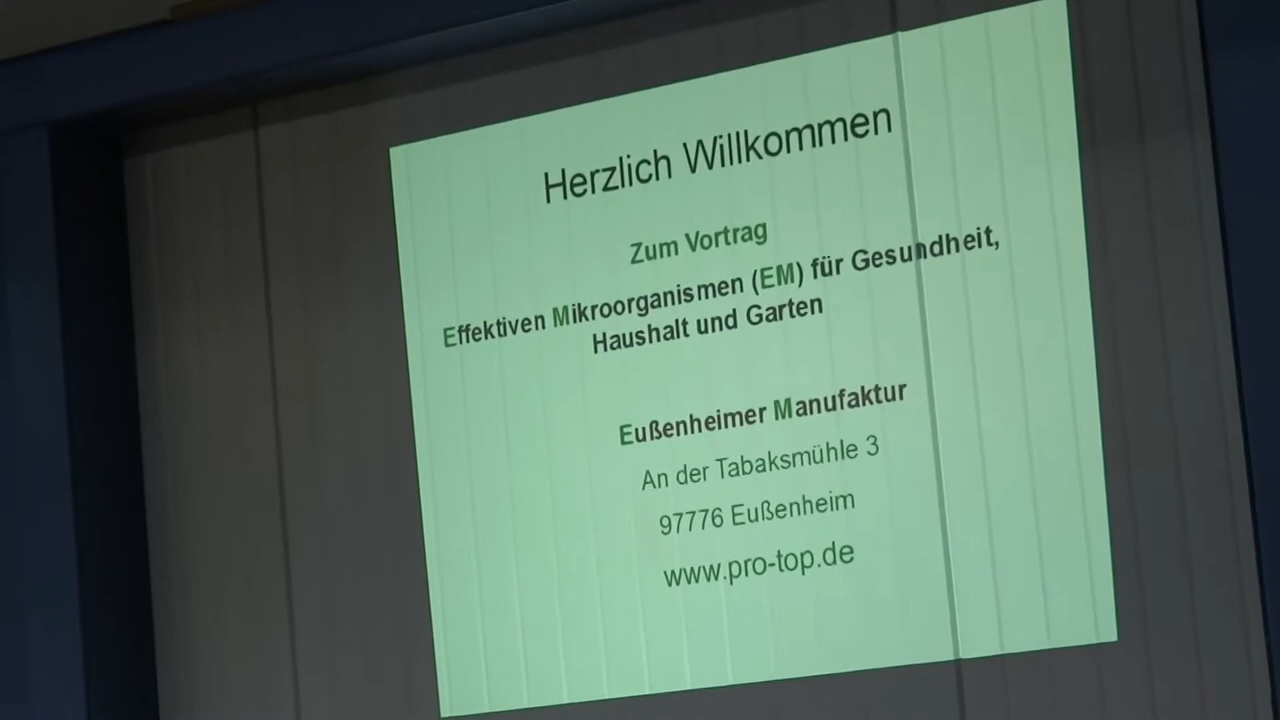 Herzlich Willkommen
Zum Vortrag
Effektiven Mikroorganismen (EM) für Gesundheit,
Haushalt und Garten
Eußenheimer Manufaktur
An der Tabaksmühle 3
97776 Eußenheim
www.pro-top.de